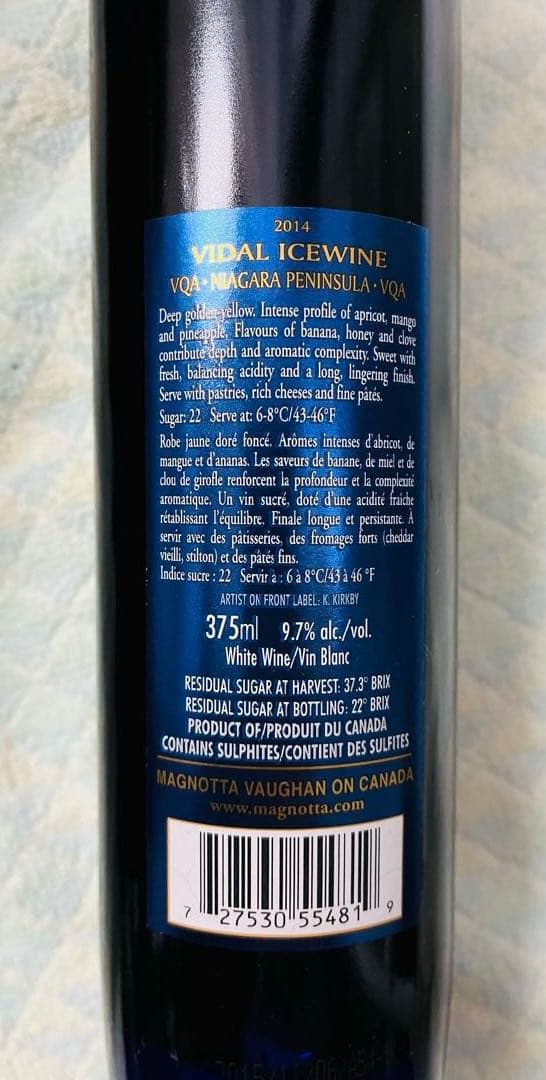 2014
VIDAL ICEWINE
VQA • NIAGARA PENINSULA • VQA
Deep golden-yellow. Intense profile of apricot, mango
and pineapple. Flavours of banana, honey and clove
contribute depth and aromatic complexity. Sweet with
fresh, balancing acidity and a long, lingering finish.
Serve with pastries, rich cheeses and fine pâtés.
Sugar: 22 Serve at: 6-8°C/43-46°F
Robe jaune doré foncé. Arômes intenses d'abricot, de
mangue et d'ananas. Les saveurs de banane, de miel et de
clou de girofle renforcent la profondeur et la complexité
aromatique. Un vin sucré, doté d'une acidité fraîche
rétablissant l'équilibre. Finale longue et persistante. À
servir avec des pâtisseries, des fromages forts (cheddar
vieilli, stilton) et des pâtés fins.
Indice sucre : 22 Servir à : 6 à 8°C/43 à 46 °F
ARTIST ON FRONT LABEL: K. KIRKBY
375ml 9.7% alc./vol.
White Wine/Vin Blanc
RESIDUAL SUGAR AT HARVEST: 37.3° BRIX
RESIDUAL SUGAR AT BOTTLING: 22° BRIX
PRODUCT OF/PRODUIT DU CANADA
CONTAINS SULPHITES/CONTIENT DES SULFITES
MAGNOTTA VAUGHAN ON CANADA
www.magnotta.com
7 27530 55481 9